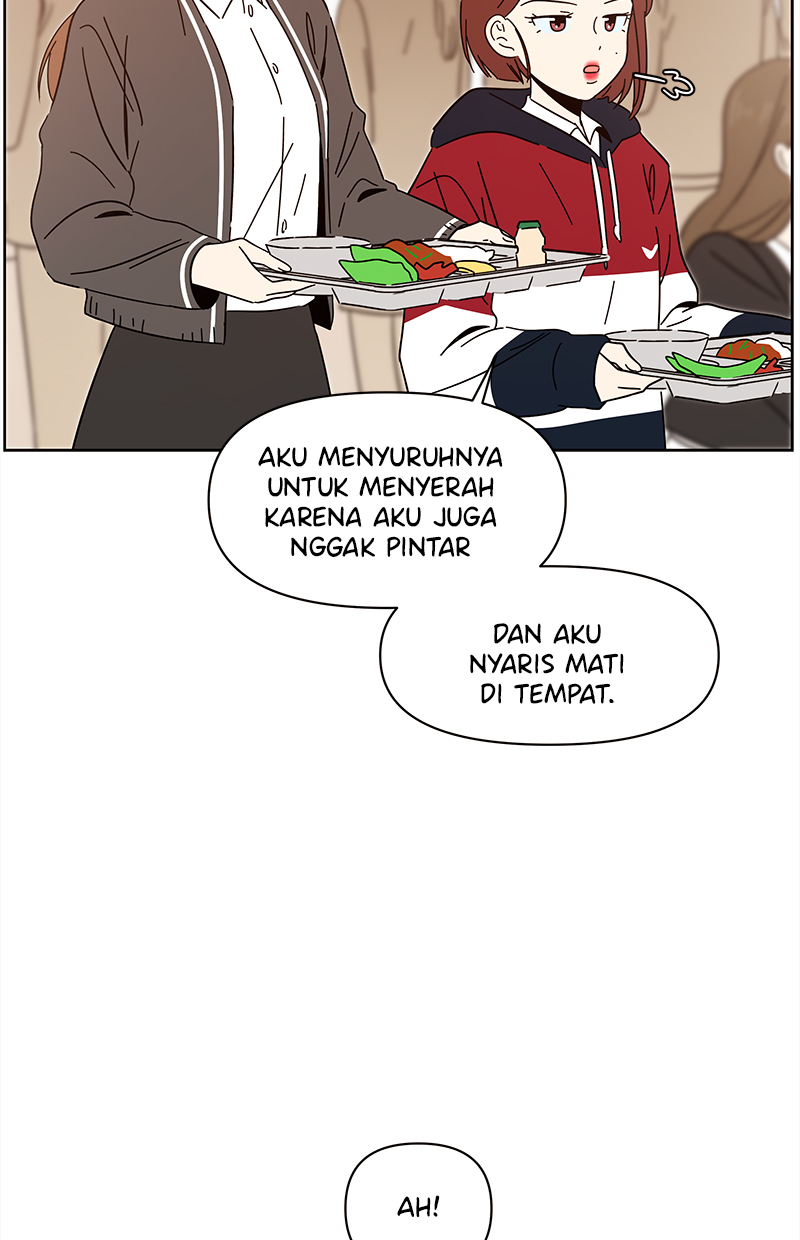 AKU MENYURUHNYA
UNTUK MENYERAH
KARENA AKU JUGA
NGGAK PINTAR
DAN AKU
NYARIS MATI
DI TEMPAT.
AH!